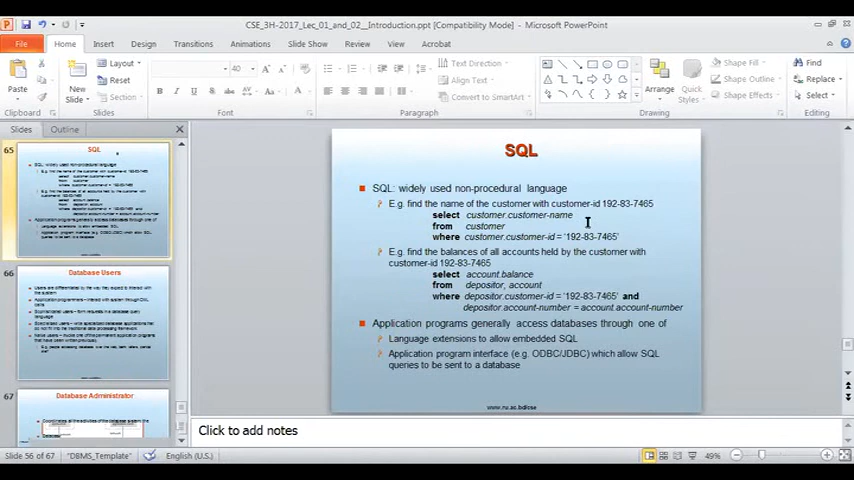 CSE_3H-2017_Lec_01_and_02__Introduction.ppt [Compatibility Mode] - Microsoft PowerPoint
File Home Insert Design Transitions Animations Slide Show Review View Acrobat
Paste
New Slide
Layout
Reset
Section
40
Text Direction
Align Text
Convert to SmartArt
Arrange
Quick Styles
Shape Fill
Shape Outline
Shape Effects
Find
Replace
Select
Clipboard Slides Font Paragraph Drawing Editing
Slides Outline
65
SQL
66
Database Users
67
Database Administrator
SQL
SQL: widely used non-procedural language
E.g. find the name of the customer with customer-id 192-83-7465
select customer.customer-name
from customer
where customer.customer-id = ‘192-83-7465’
E.g. find the balances of all accounts held by the customer with
customer-id 192-83-7465
select account.balance
from depositor, account
where depositor.customer-id = ‘192-83-7465’ and
depositor.account-number = account.account-number
Application programs generally access databases through one of
Language extensions to allow embedded SQL
Application program interface (e.g. ODBC/JDBC) which allow SQL
queries to be sent to a database
Click to add notes
Slide 56 of 67 "DBMS_Template" English (U.S.) 49%